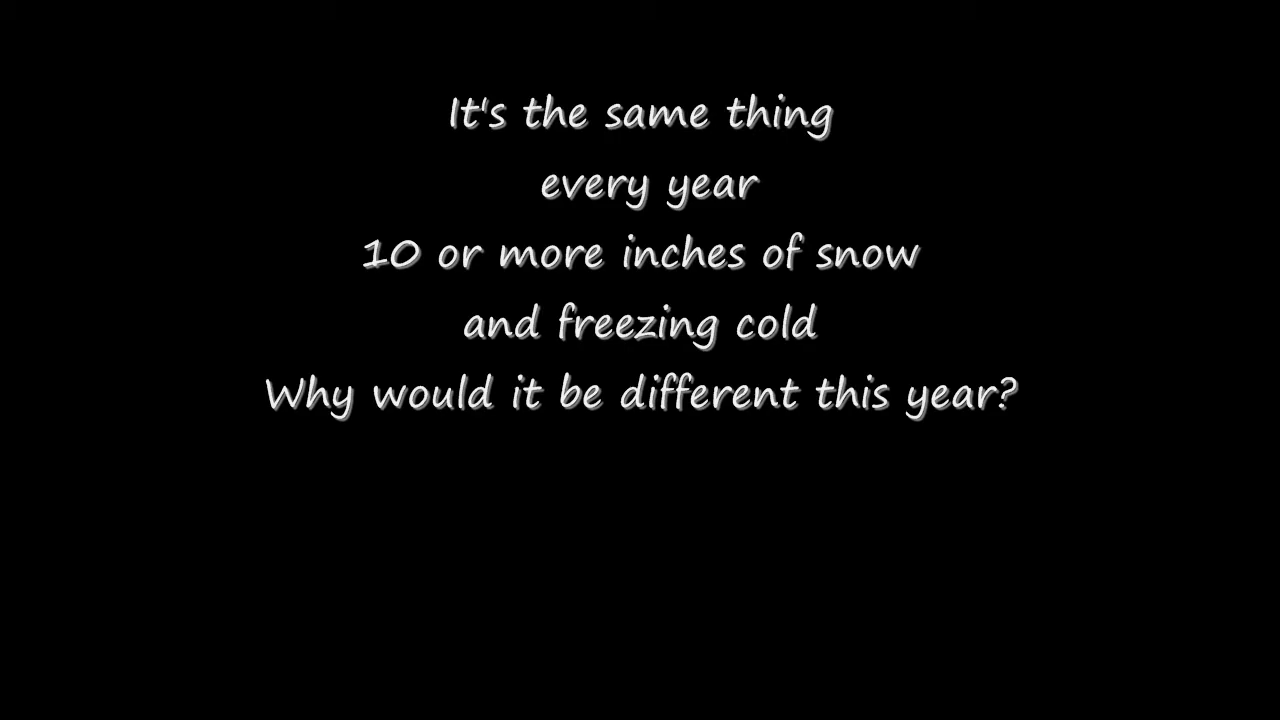 It's the same thing
every year
10 or more inches of snow
and freezing cold
Why would it be different this year?